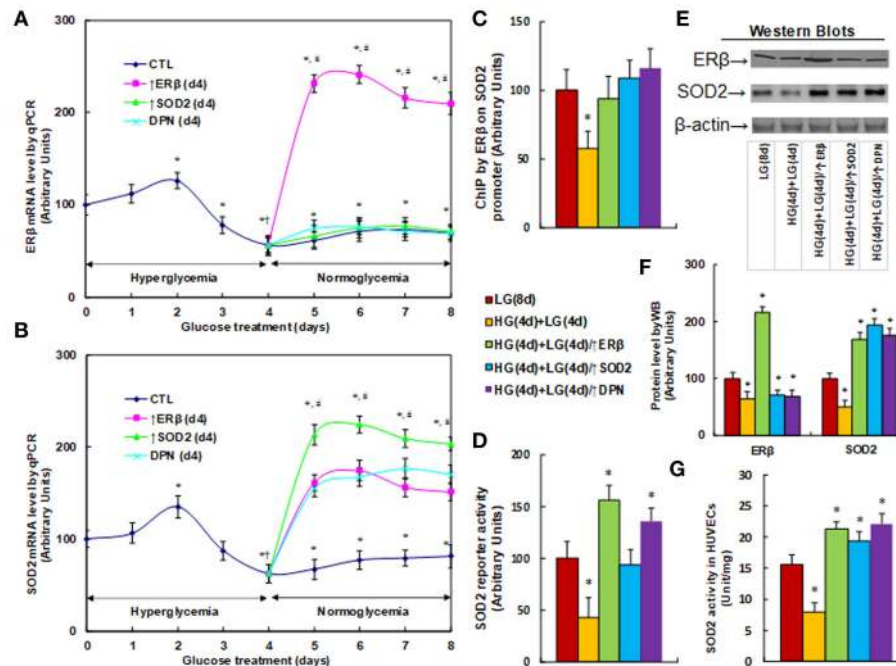 A
300
200
100
0
ERβ mRNA level by qPCR
(Arbitrary Units)
CTL
↑ERβ (d4)
↑SOD2 (d4)
DPN (d4)
*
*
*†
*
*
*
*
*, #
*, #
*, #
*, #
Hyperglycemia
Normoglycemia
0 1 2 3 4 5 6 7 8
Glucose treatment (days)
B
300
200
100
0
SOD2 mRNA level by qPCR
(Arbitrary Units)
CTL
↑ERβ (d4)
↑SOD2 (d4)
DPN (d4)
*
*†
*
*
*
*
*, #
*, #
*, #
*, #
Hyperglycemia
Normoglycemia
0 1 2 3 4 5 6 7 8
Glucose treatment (days)
C
150
100
50
0
ChIP by ERβ on SOD2
promoter (Arbitrary Units)
*
LG(8d)
HG(4d)+LG(4d)
HG(4d)+LG(4d)/↑ERβ
HG(4d)+LG(4d)/↑SOD2
HG(4d)+LG(4d)/↑DPN
D
200
150
100
50
0
SOD2 reporter activity
(Arbitrary Units)
*
*
*
E
Western Blots
ERβ→
SOD2→
β-actin→
LG(8d)
HG(4d)+LG(4d)
HG(4d)+LG(4d)/↑ERβ
HG(4d)+LG(4d)/↑SOD2
HG(4d)+LG(4d)/↑DPN
F
300
200
100
0
Protein level by WB
(Arbitrary Units)
*
*
*
*
*
*
*
*
ERβ SOD2
G
30
25
20
15
10
5
0
SOD2 activity in HUVECs
(Unit/mg)
*
*
*
*